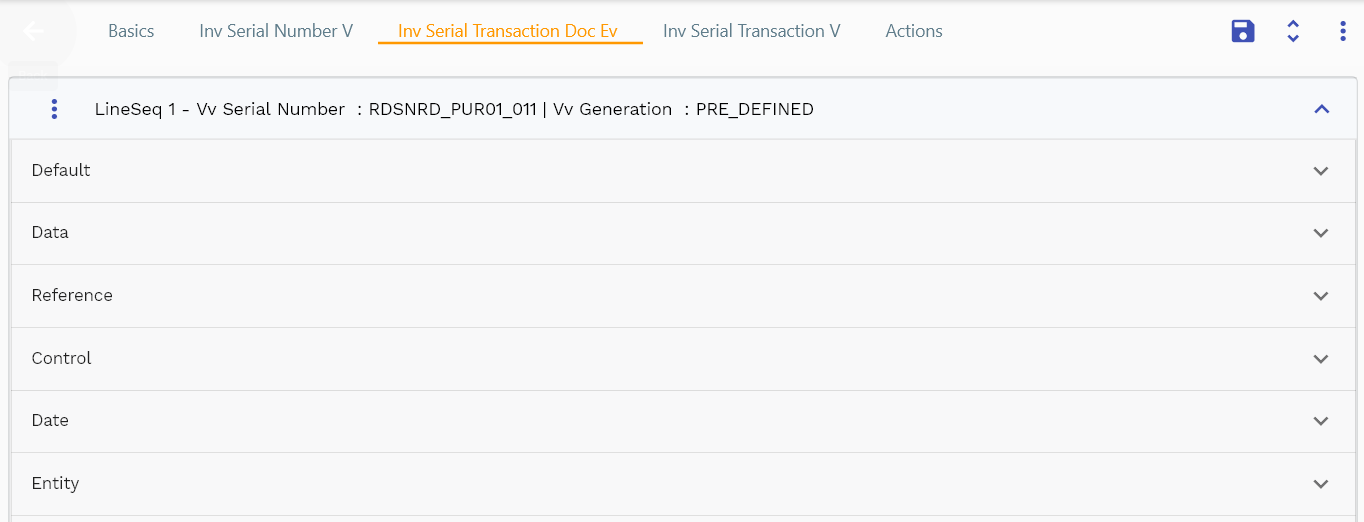 Basics Inv Serial Number V Inv Serial Transaction Doc Ev Inv Serial Transaction V Actions
LineSeq 1 - Vv Serial Number : RDSNRD_PUR01_011 | Vv Generation : PRE_DEFINED
Default
Data
Reference
Control
Date
Entity